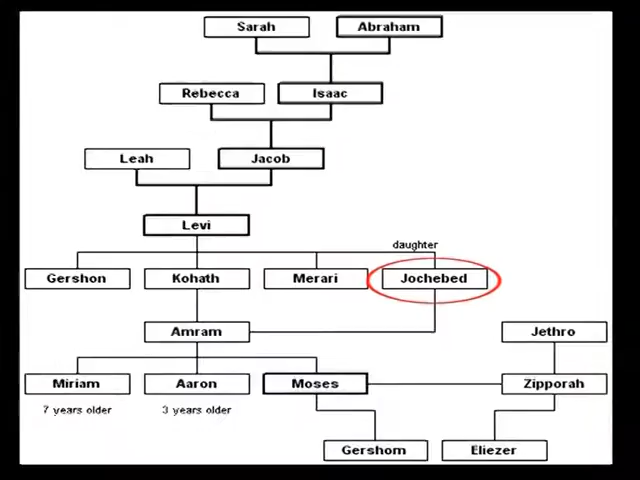 Sarah
Abraham
Rebecca
Isaac
Leah
Jacob
Levi
daughter
Gershon
Kohath
Merari
Jochebed
Amram
Jethro
Miriam
Aaron
Moses
Zipporah
7 years older
3 years older
Gershom
Eliezer